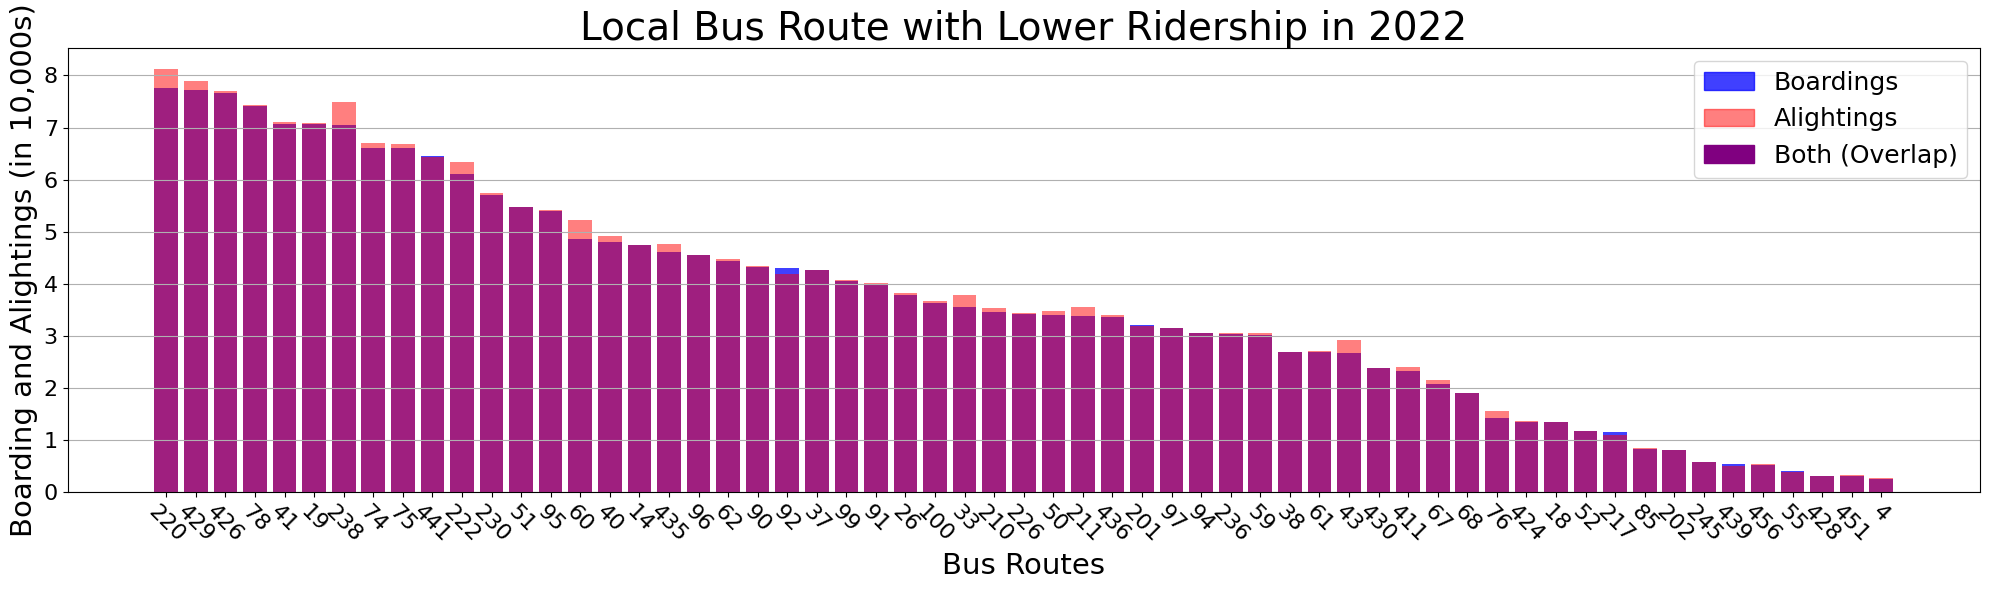 Local Bus Route with Lower Ridership in 2022
Boarding and Alightings (in 10,000s)
8
7
6
5
4
3
2
1
0
Boardings
Alightings
Both (Overlap)
220 429 426 78 41 19 238 74 75 441 222 230 51 95 60 40 14 435 96 62 90 92 37 99 91 26 100 33 210 226 50 211 436 201 97 94 236 59 38 61 43 430 411 67 68 76 424 18 52 217 85 202 245 439 456 55 428 451 4
Bus Routes